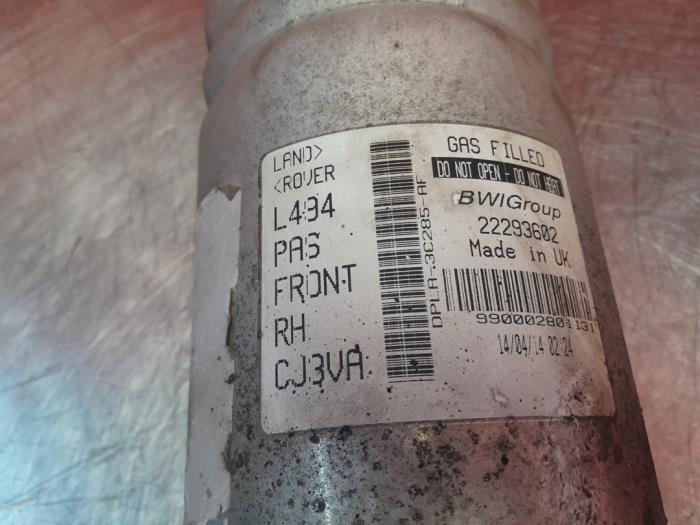 LAND>
<ROVER
L494
PAS
FRONT
RH
CJ3VA
DPLA-3C285-AF
GAS FILLED
DO NOT OPEN - DO NOT HEAT
BWIGroup
22293602
Made in UK
990002801131
14/04/14 02:24